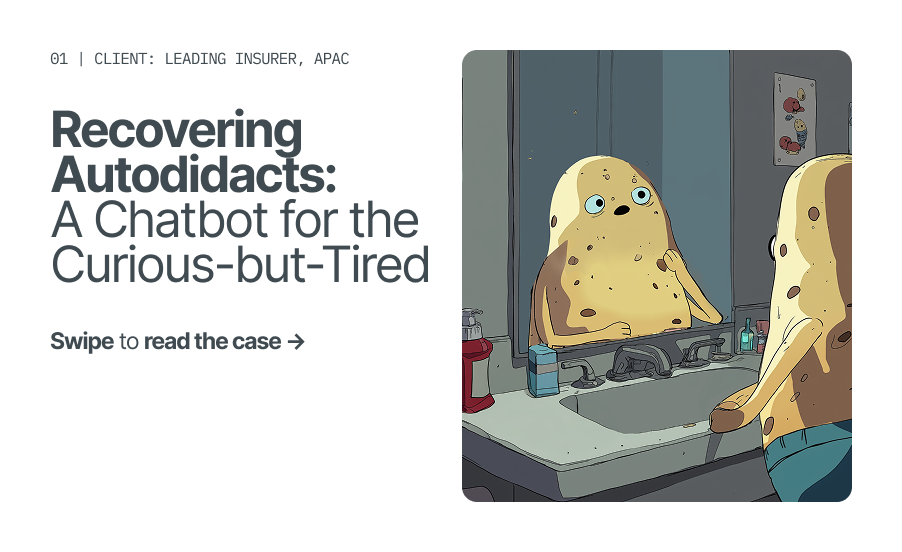 01 | CLIENT: LEADING INSURER, APAC
Recovering
Autodidacts:
A Chatbot for the
Curious-but-Tired
Swipe to read the case →